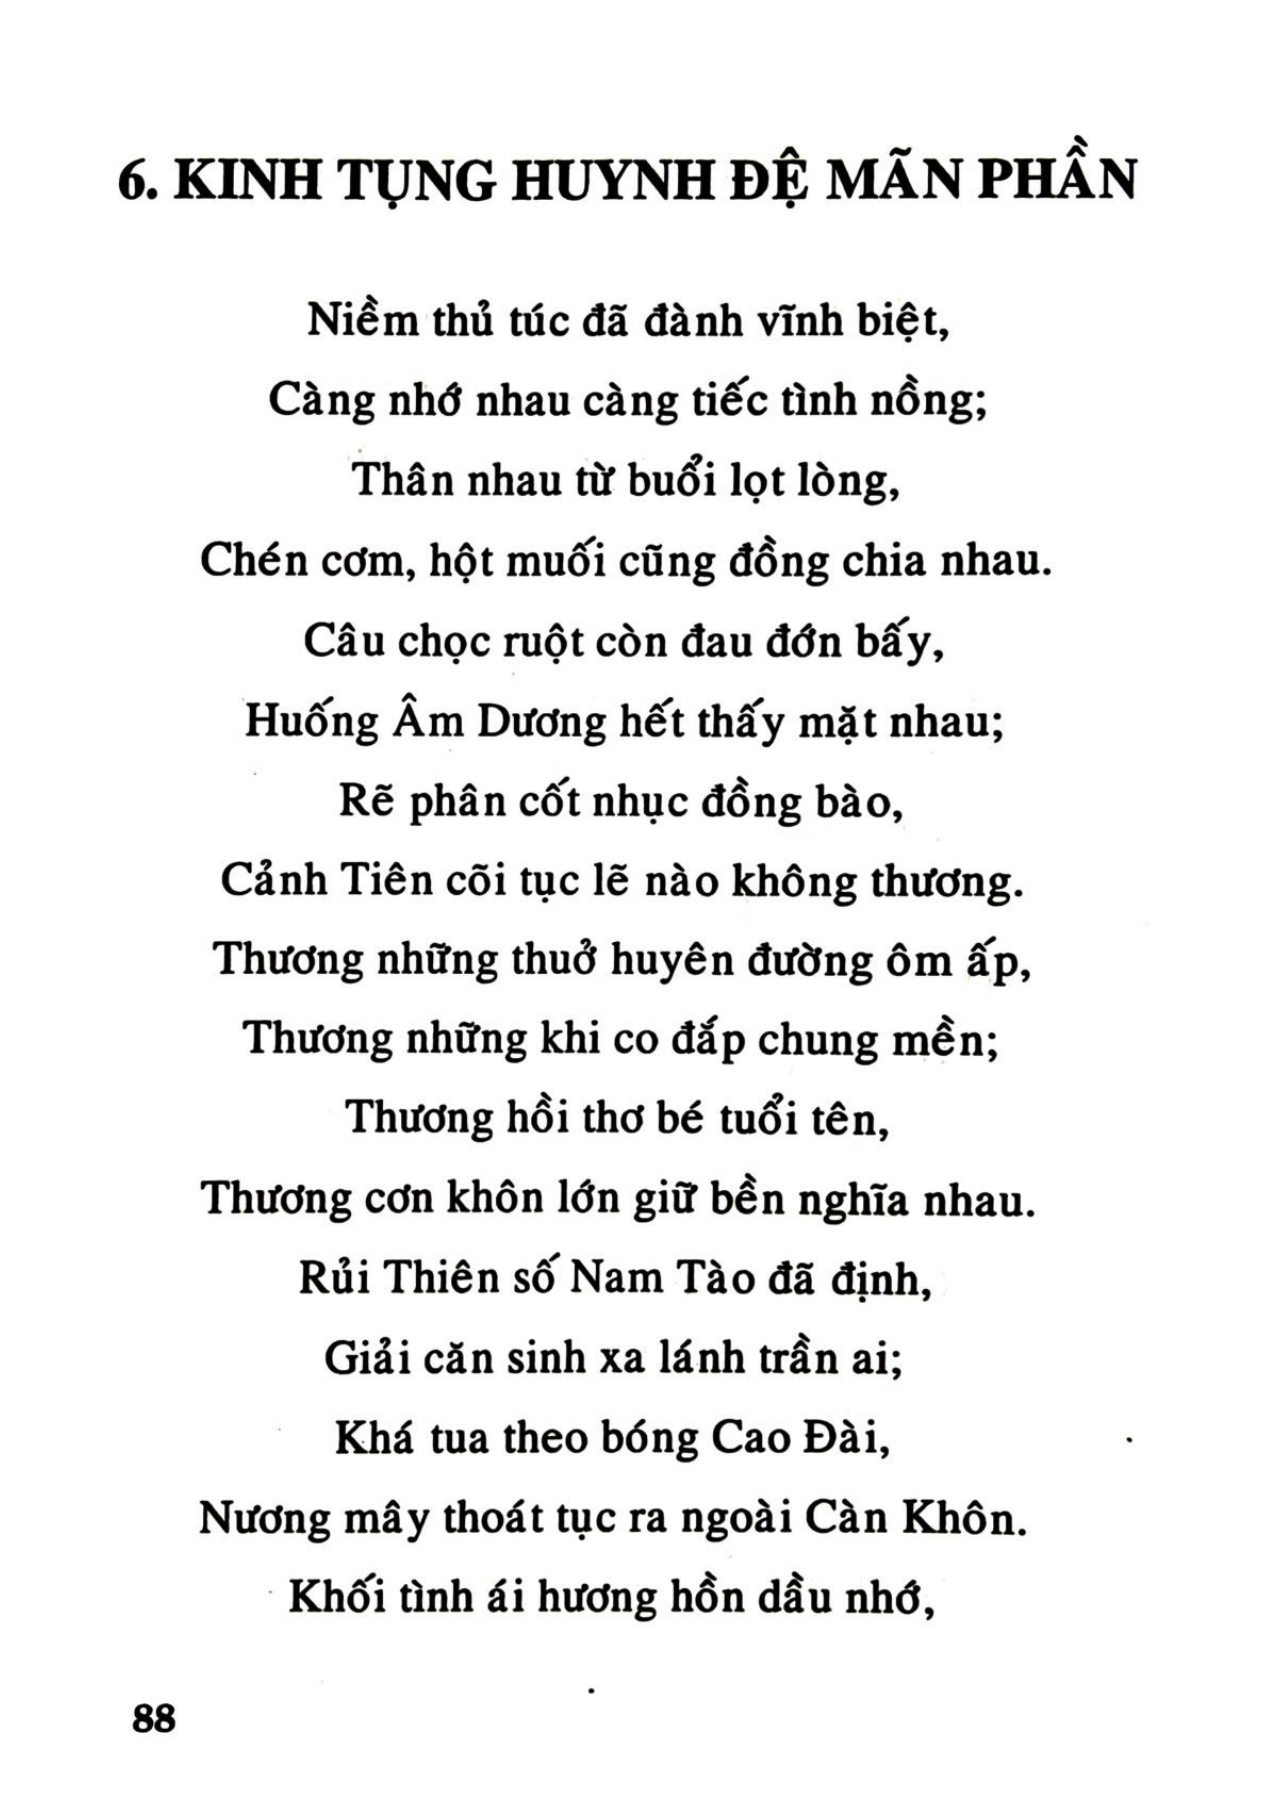 6. KINH TỤNG HUYNH ĐỆ MÃN PHẦN
Niềm thủ túc đã đành vĩnh biệt,
Càng nhớ nhau càng tiếc tình nồng;
Thân nhau từ buổi lọt lòng,
Chén cơm, hột muối cũng đồng chia nhau.
Câu chọc ruột còn đau đớn bấy,
Huống Âm Dương hết thấy mặt nhau;
Rẽ phân cốt nhục đồng bào,
Cảnh Tiên cõi tục lẽ nào không thương.
Thương những thuở huyên đường ôm ấp,
Thương những khi co đắp chung mền;
Thương hồi thơ bé tuổi tên,
Thương cơn khôn lớn giữ bền nghĩa nhau.
Rủi Thiên số Nam Tào đã định,
Giải căn sinh xa lánh trần ai;
Khá tua theo bóng Cao Đài,
Nương mây thoát tục ra ngoài Càn Khôn.
Khối tình ái hương hồn dầu nhớ,
88